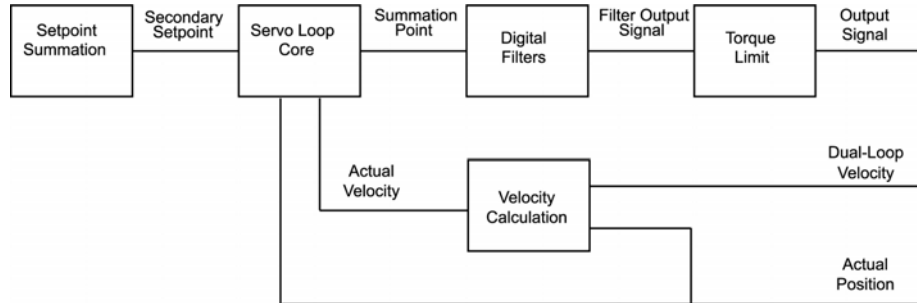 Setpoint
Summation
Secondary
Setpoint
Servo Loop
Core
Summation
Point
Digital
Filters
Filter Output
Signal
Torque
Limit
Output
Signal
Actual
Velocity
Velocity
Calculation
Dual-Loop
Velocity
Actual
Position